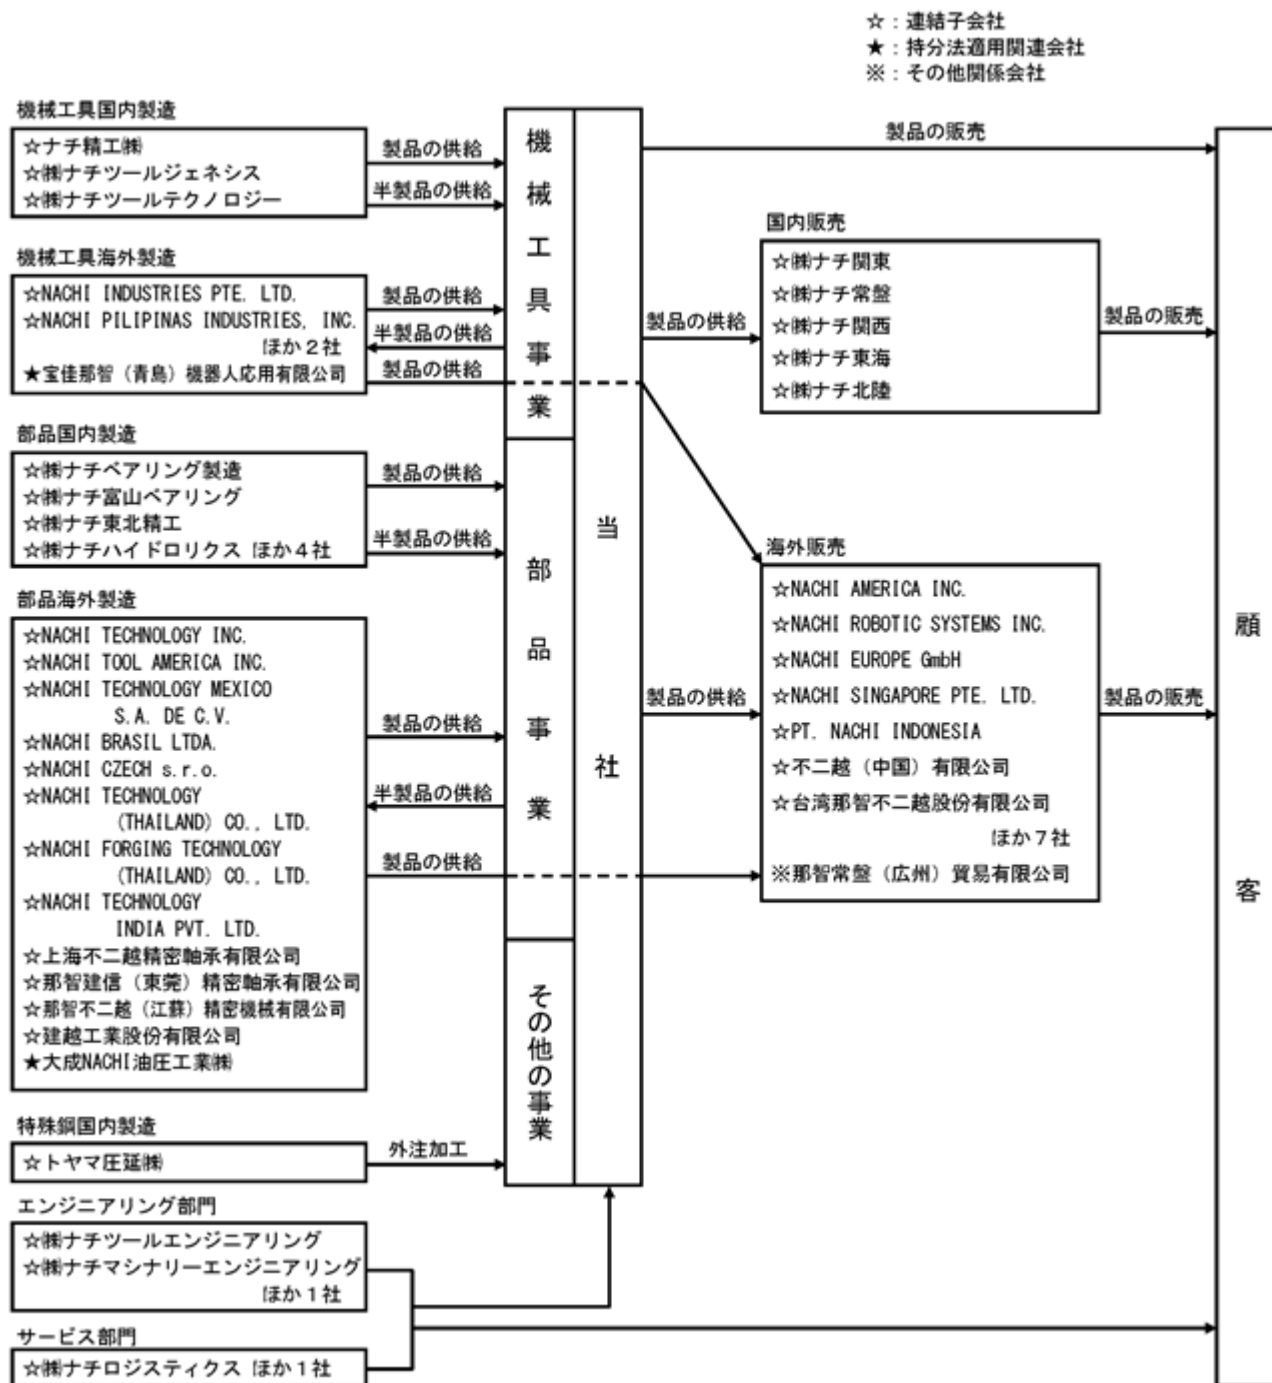 ☆：連結子会社
★：持分法適用関連会社
※：その他関係会社
機械工具国内製造
☆ナチ精工㈱
☆㈱ナチツールジェネシス
☆㈱ナチツールテクノロジー
製品の供給
半製品の供給
機械工具海外製造
☆NACHI INDUSTRIES PTE. LTD.
☆NACHI PILIPINAS INDUSTRIES, INC.
ほか２社
★宝佳那智（青島）機器人応用有限公司
製品の供給
半製品の供給
製品の供給
部品国内製造
☆㈱ナチベアリング製造
☆㈱ナチ富山ベアリング
☆㈱ナチ東北精工
☆㈱ナチハイドロリクス ほか４社
製品の供給
半製品の供給
部品海外製造
☆NACHI TECHNOLOGY INC.
☆NACHI TOOL AMERICA INC.
☆NACHI TECHNOLOGY MEXICO
S.A. DE C.V.
☆NACHI BRASIL LTDA.
☆NACHI CZECH s.r.o.
☆NACHI TECHNOLOGY
(THAILAND) CO., LTD.
☆NACHI FORGING TECHNOLOGY
(THAILAND) CO., LTD.
☆NACHI TECHNOLOGY
INDIA PVT. LTD.
☆上海不二越精密軸承有限公司
☆那智建信（東莞）精密軸承有限公司
☆那智不二越（江蘇）精密機械有限公司
☆建越工業股份有限公司
★大成NACHI油圧工業㈱
製品の供給
半製品の供給
製品の供給
特殊鋼国内製造
☆トヤマ圧延㈱
外注加工
エンジニアリング部門
☆㈱ナチツールエンジニアリング
☆㈱ナチマシナリーエンジニアリング
ほか１社
サービス部門
☆㈱ナチロジスティクス ほか１社
機械工具事業
部品事業
その他の事業
当社
製品の販売
製品の供給
国内販売
☆㈱ナチ関東
☆㈱ナチ常盤
☆㈱ナチ関西
☆㈱ナチ東海
☆㈱ナチ北陸
製品の販売
製品の供給
海外販売
☆NACHI AMERICA INC.
☆NACHI ROBOTIC SYSTEMS INC.
☆NACHI EUROPE GmbH
☆NACHI SINGAPORE PTE. LTD.
☆PT. NACHI INDONESIA
☆不二越（中国）有限公司
☆台湾那智不二越股份有限公司
ほか７社
※那智常盤（広州）貿易有限公司
製品の販売
顧客